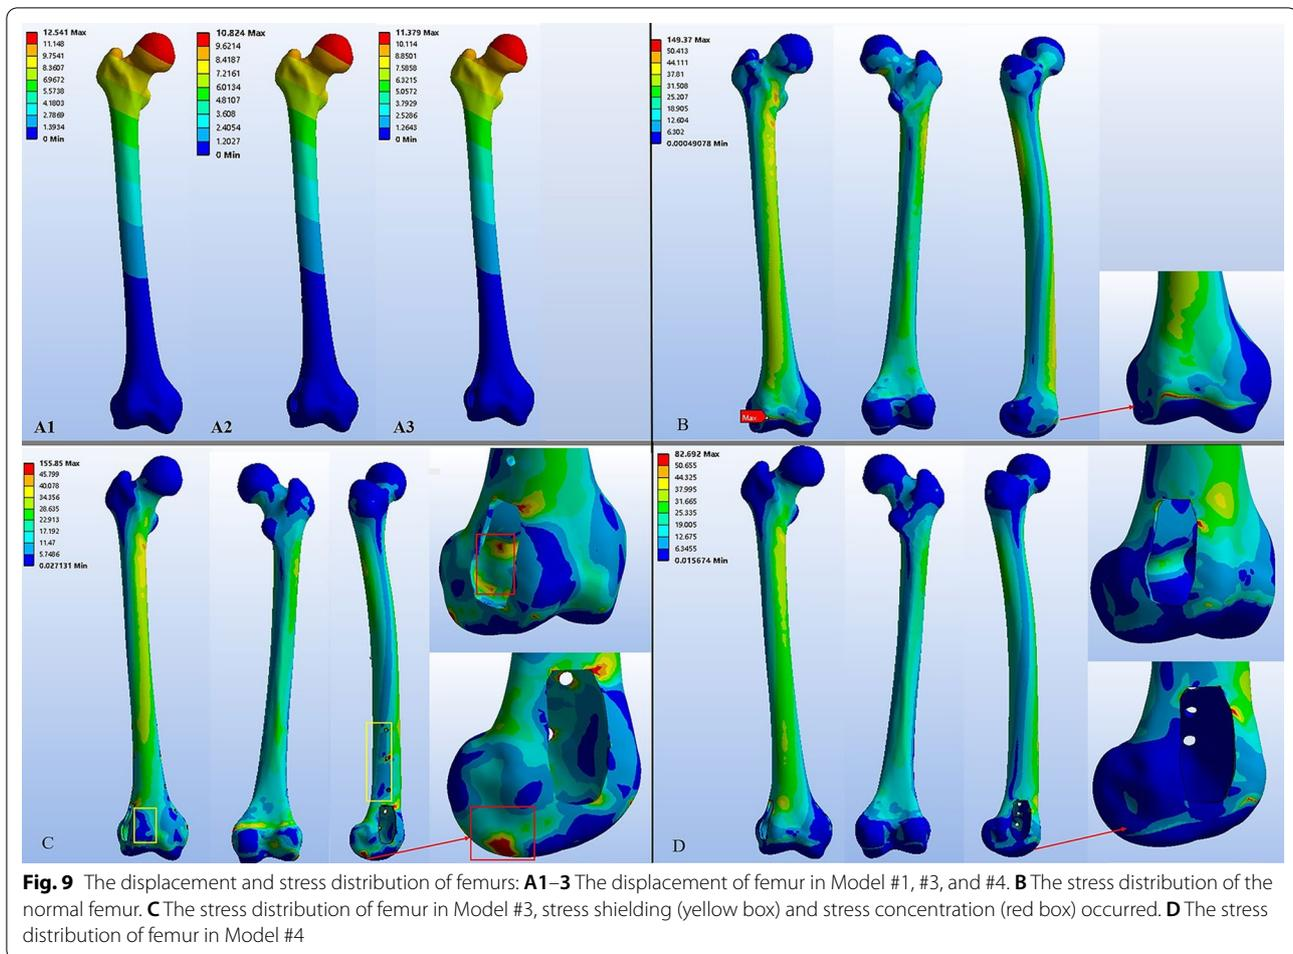 12.541 Max
11.148
9.7541
8.3607
6.9672
5.5738
4.1803
2.7869
1.3934
0 Min
A1
10.824 Max
9.6214
8.4187
7.2161
6.0134
4.8107
3.608
2.4054
1.2027
0 Min
A2
11.379 Max
10.114
8.8501
7.5858
6.3215
5.0572
3.7929
2.5286
1.2643
0 Min
A3
149.37 Max
50.413
44.111
37.81
31.508
25.207
18.905
12.604
6.302
0.00049078 Min
Max
B
155.85 Max
45.799
40.078
34.356
28.635
22.913
17.192
11.47
5.7486
0.027131 Min
C
82.692 Max
50.655
44.325
37.995
31.665
25.335
19.005
12.675
6.3455
0.015674 Min
D
Fig. 9 The displacement and stress distribution of femurs: A1–3 The displacement of femur in Model #1, #3, and #4. B The stress distribution of the
normal femur. C The stress distribution of femur in Model #3, stress shielding (yellow box) and stress concentration (red box) occurred. D The stress
distribution of femur in Model #4